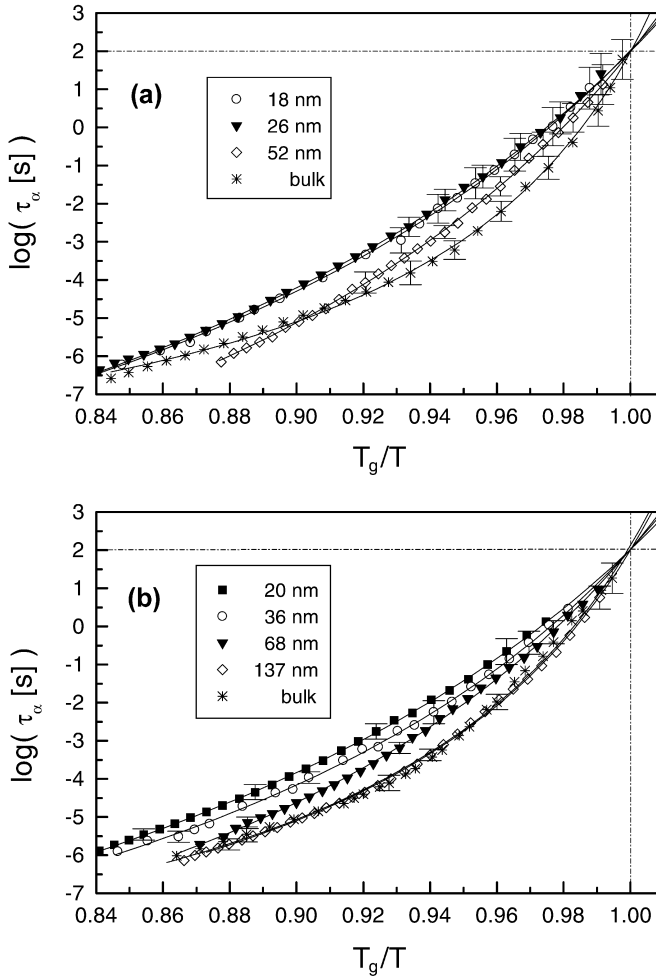 3
2
1
0
-1
-2
-3
-4
-5
-6
-7
log( τα [s] )
(a)
18 nm
26 nm
52 nm
bulk
0.84 0.86 0.88 0.90 0.92 0.94 0.96 0.98 1.00
Tg/T
3
2
1
0
-1
-2
-3
-4
-5
-6
-7
log( τα [s] )
(b)
20 nm
36 nm
68 nm
137 nm
bulk
0.84 0.86 0.88 0.90 0.92 0.94 0.96 0.98 1.00
Tg/T